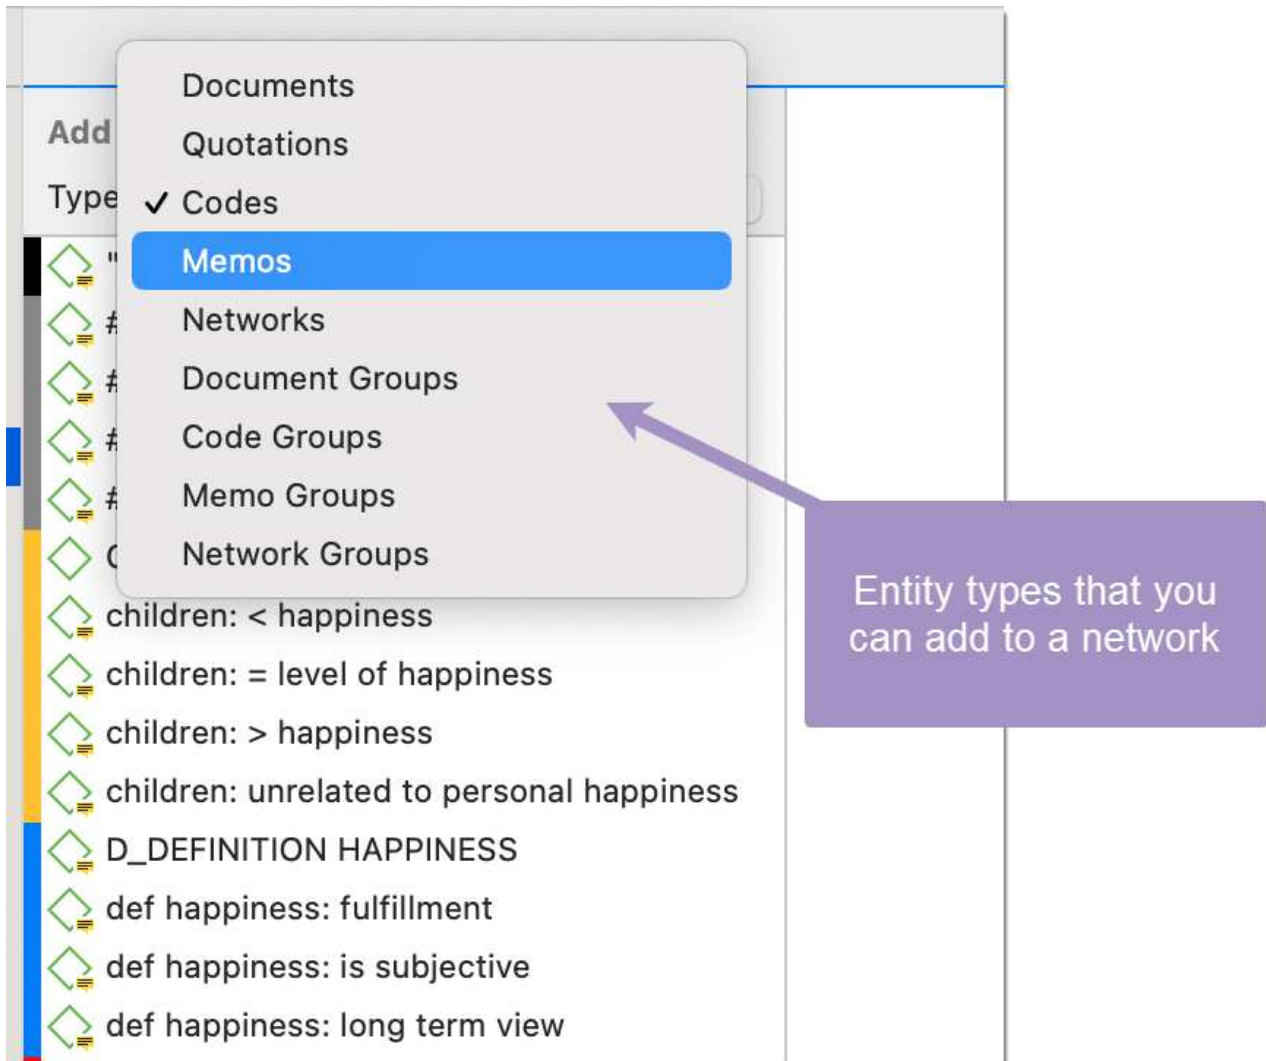 Documents
Add
Quotations
Type
✓ Codes
"
Memos
#
Networks
#
Document Groups
#
Code Groups
#
Memo Groups
Network Groups
children: < happiness
children: = level of happiness
children: > happiness
children: unrelated to personal happiness
D_DEFINITION HAPPINESS
def happiness: fulfillment
def happiness: is subjective
def happiness: long term view
Entity types that you
can add to a network